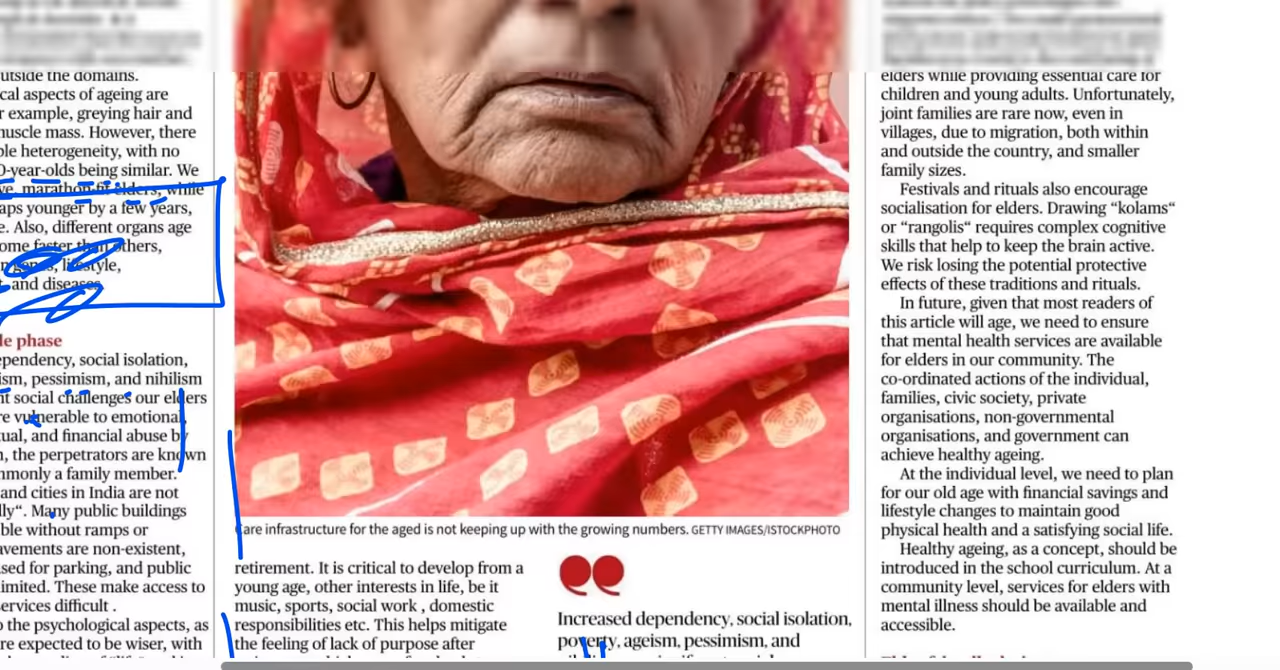 utside the domains.
cal aspects of ageing are
r example, greying hair and
muscle mass. However, there
ble heterogeneity, with no
0-year-olds being similar. We
ve, marathon-fit elders, while
aps younger by a few years,
e. Also, different organs age
ome faster than others,
lifestyle,
and diseases
le phase
ependency, social isolation,
ism, pessimism, and nihilism
nt social challenges our elders
re vulnerable to emotional,
tual, and financial abuse by
n, the perpetrators are known
mmonly a family member.
and cities in India are not
lly“. Many public buildings
ble without ramps or
avements are non-existent,
sed for parking, and public
limited. These make access to
services difficult .
o the psychological aspects, as
re expected to be wiser, with
Care infrastructure for the aged is not keeping up with the growing numbers. GETTY IMAGES/ISTOCKPHOTO
retirement. It is critical to develop from a
young age, other interests in life, be it
music, sports, social work , domestic
responsibilities etc. This helps mitigate
the feeling of lack of purpose after
Increased dependency, social isolation,
poverty, ageism, pessimism, and
elders while providing essential care for
children and young adults. Unfortunately,
joint families are rare now, even in
villages, due to migration, both within
and outside the country, and smaller
family sizes.
Festivals and rituals also encourage
socialisation for elders. Drawing “kolams“
or “rangolis“ requires complex cognitive
skills that help to keep the brain active.
We risk losing the potential protective
effects of these traditions and rituals.
In future, given that most readers of
this article will age, we need to ensure
that mental health services are available
for elders in our community. The
co-ordinated actions of the individual,
families, civic society, private
organisations, non-governmental
organisations, and government can
achieve healthy ageing.
At the individual level, we need to plan
for our old age with financial savings and
lifestyle changes to maintain good
physical health and a satisfying social life.
Healthy ageing, as a concept, should be
introduced in the school curriculum. At a
community level, services for elders with
mental illness should be available and
accessible.